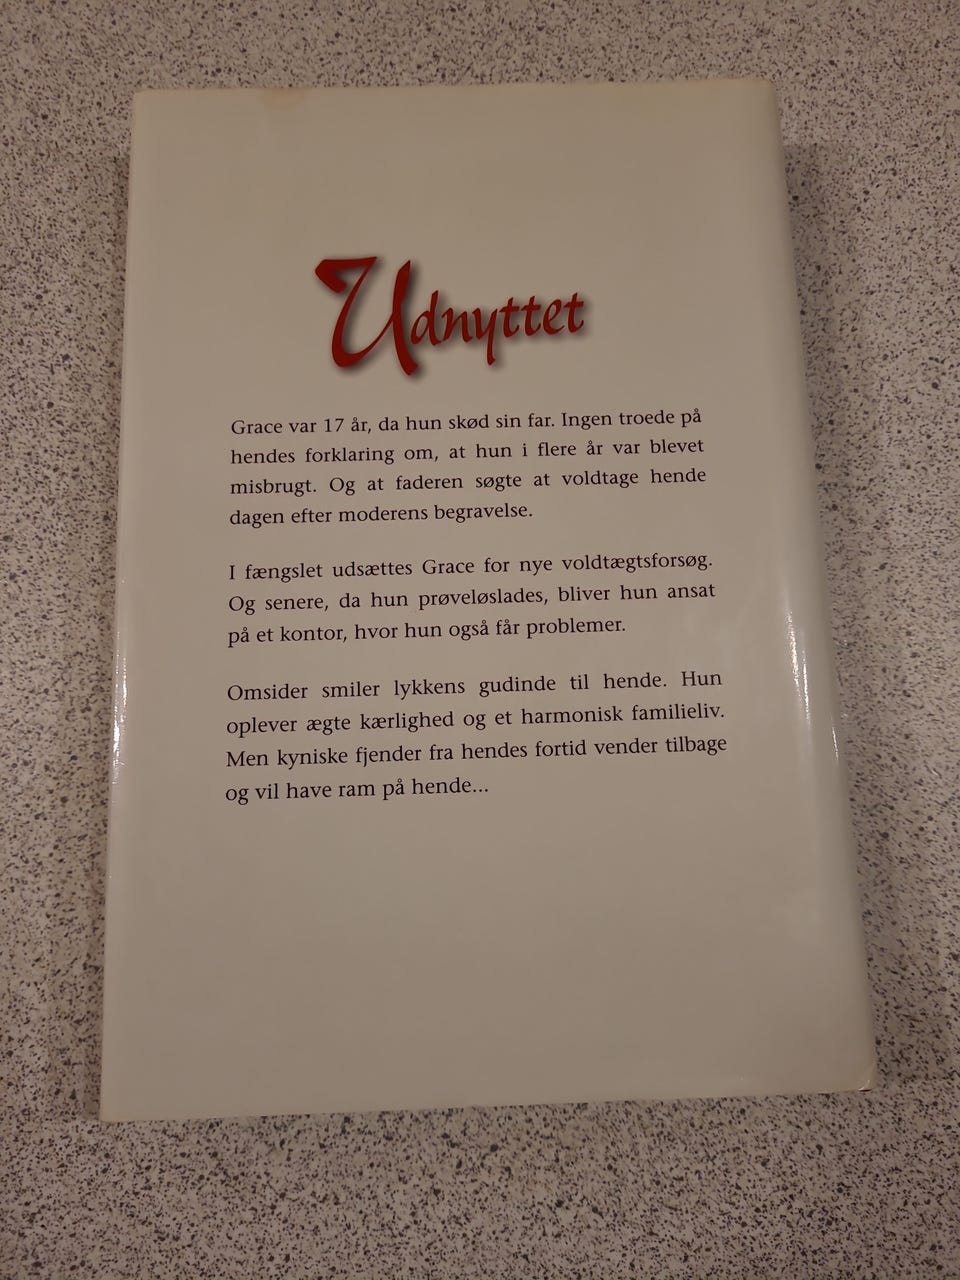 Udnyttet
Grace var 17 år, da hun skød sin far. Ingen troede på
hendes forklaring om, at hun i flere år var blevet
misbrugt. Og at faderen søgte at voldtage hende
dagen efter moderens begravelse.
I fængslet udsættes Grace for nye voldtægtsforsøg.
Og senere, da hun prøveløslades, bliver hun ansat
på et kontor, hvor hun også får problemer.
Omsider smiler lykkens gudinde til hende. Hun
oplever ægte kærlighed og et harmonisk familieliv.
Men kyniske fjender fra hendes fortid vender tilbage
og vil have ram på hende...